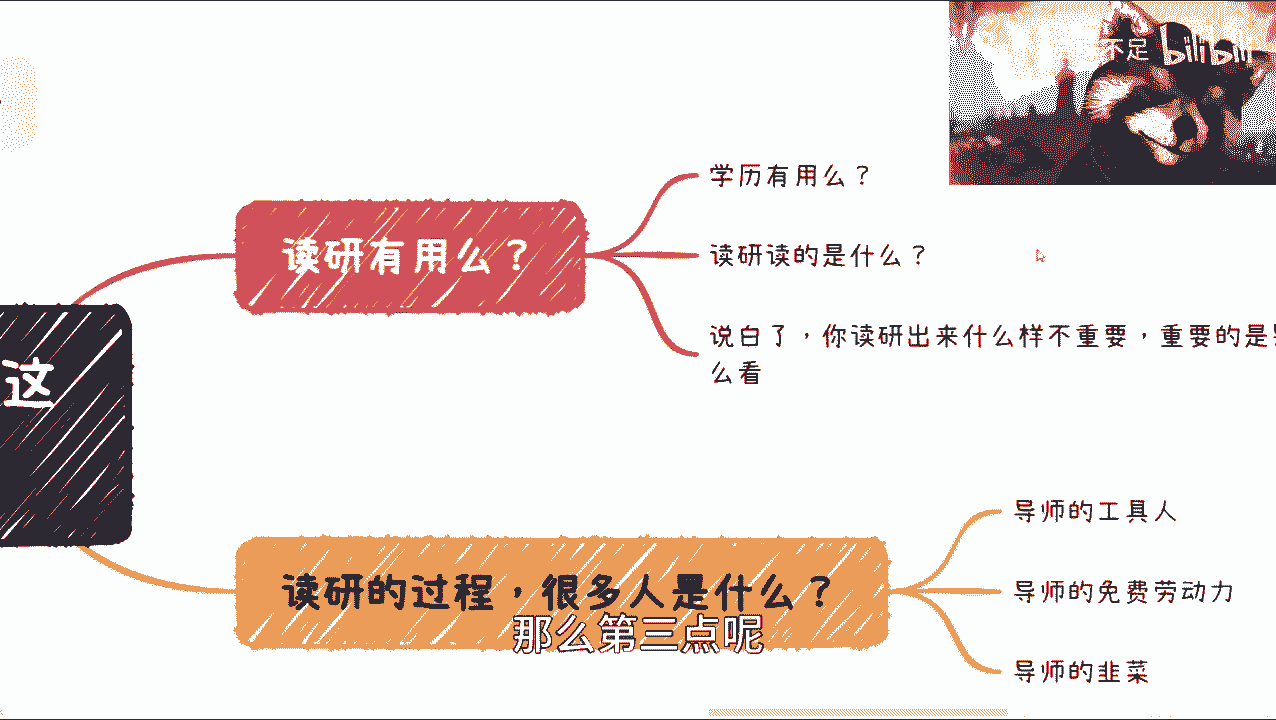 不足 bilibili
学历有用么？
读研有用么？
读研读的是什么？
说白了，你读研出来什么样不重要，重要的是
么看
这
导师的工具人
读研的过程，很多人是什么？
导师的免费劳动力
那么第三点呢
导师的韭菜